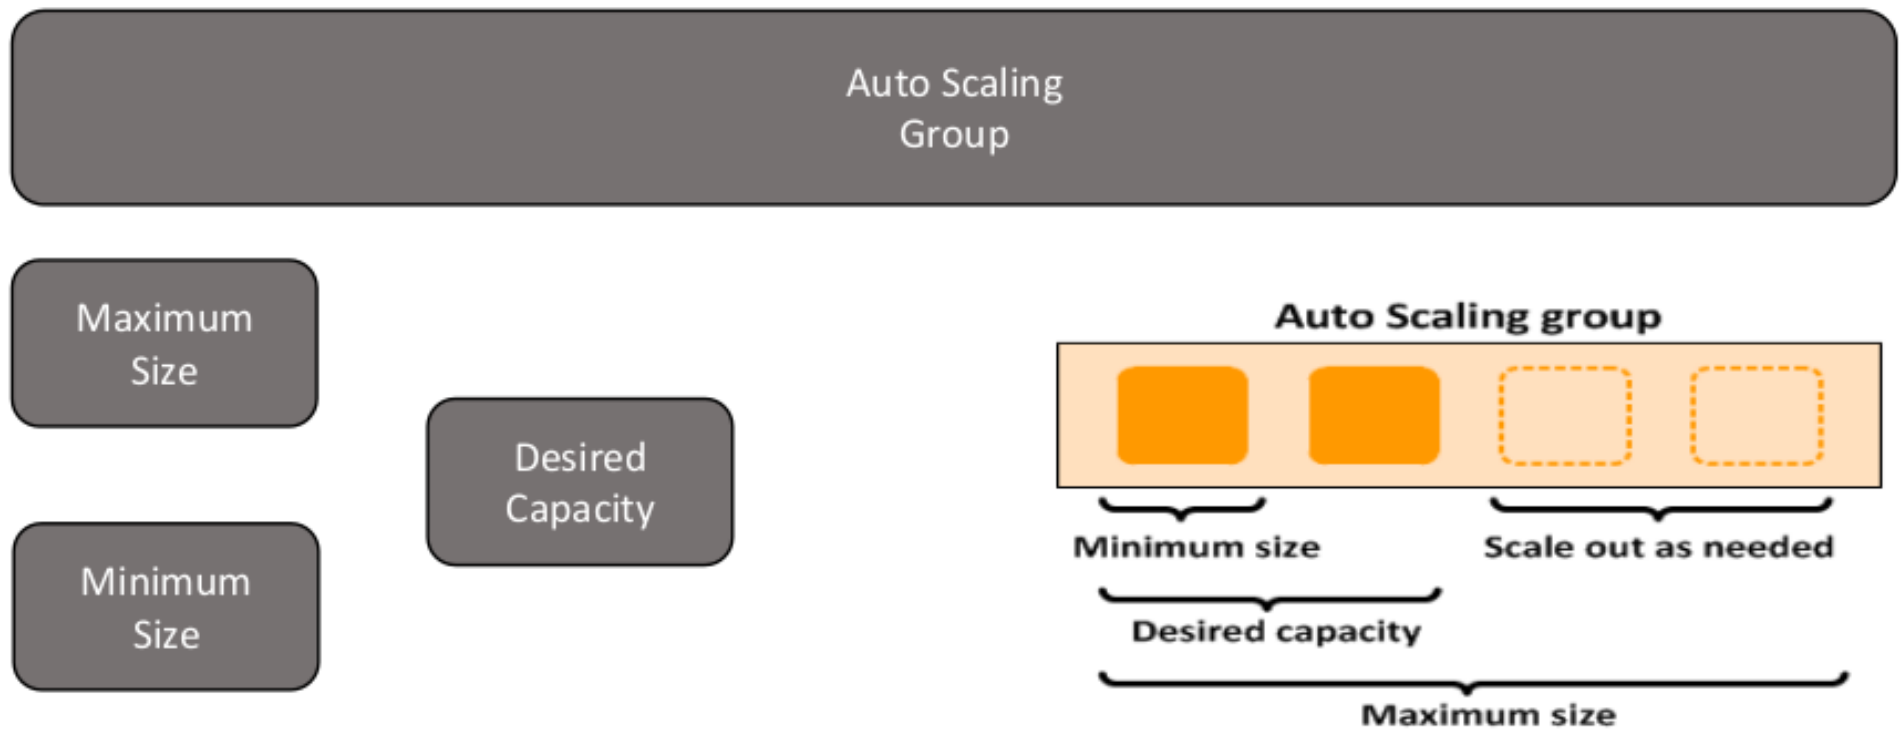 Auto Scaling
Group
Maximum
Size
Desired
Capacity
Minimum
Size
Auto Scaling group
Minimum size
Scale out as needed
Desired capacity
Maximum size